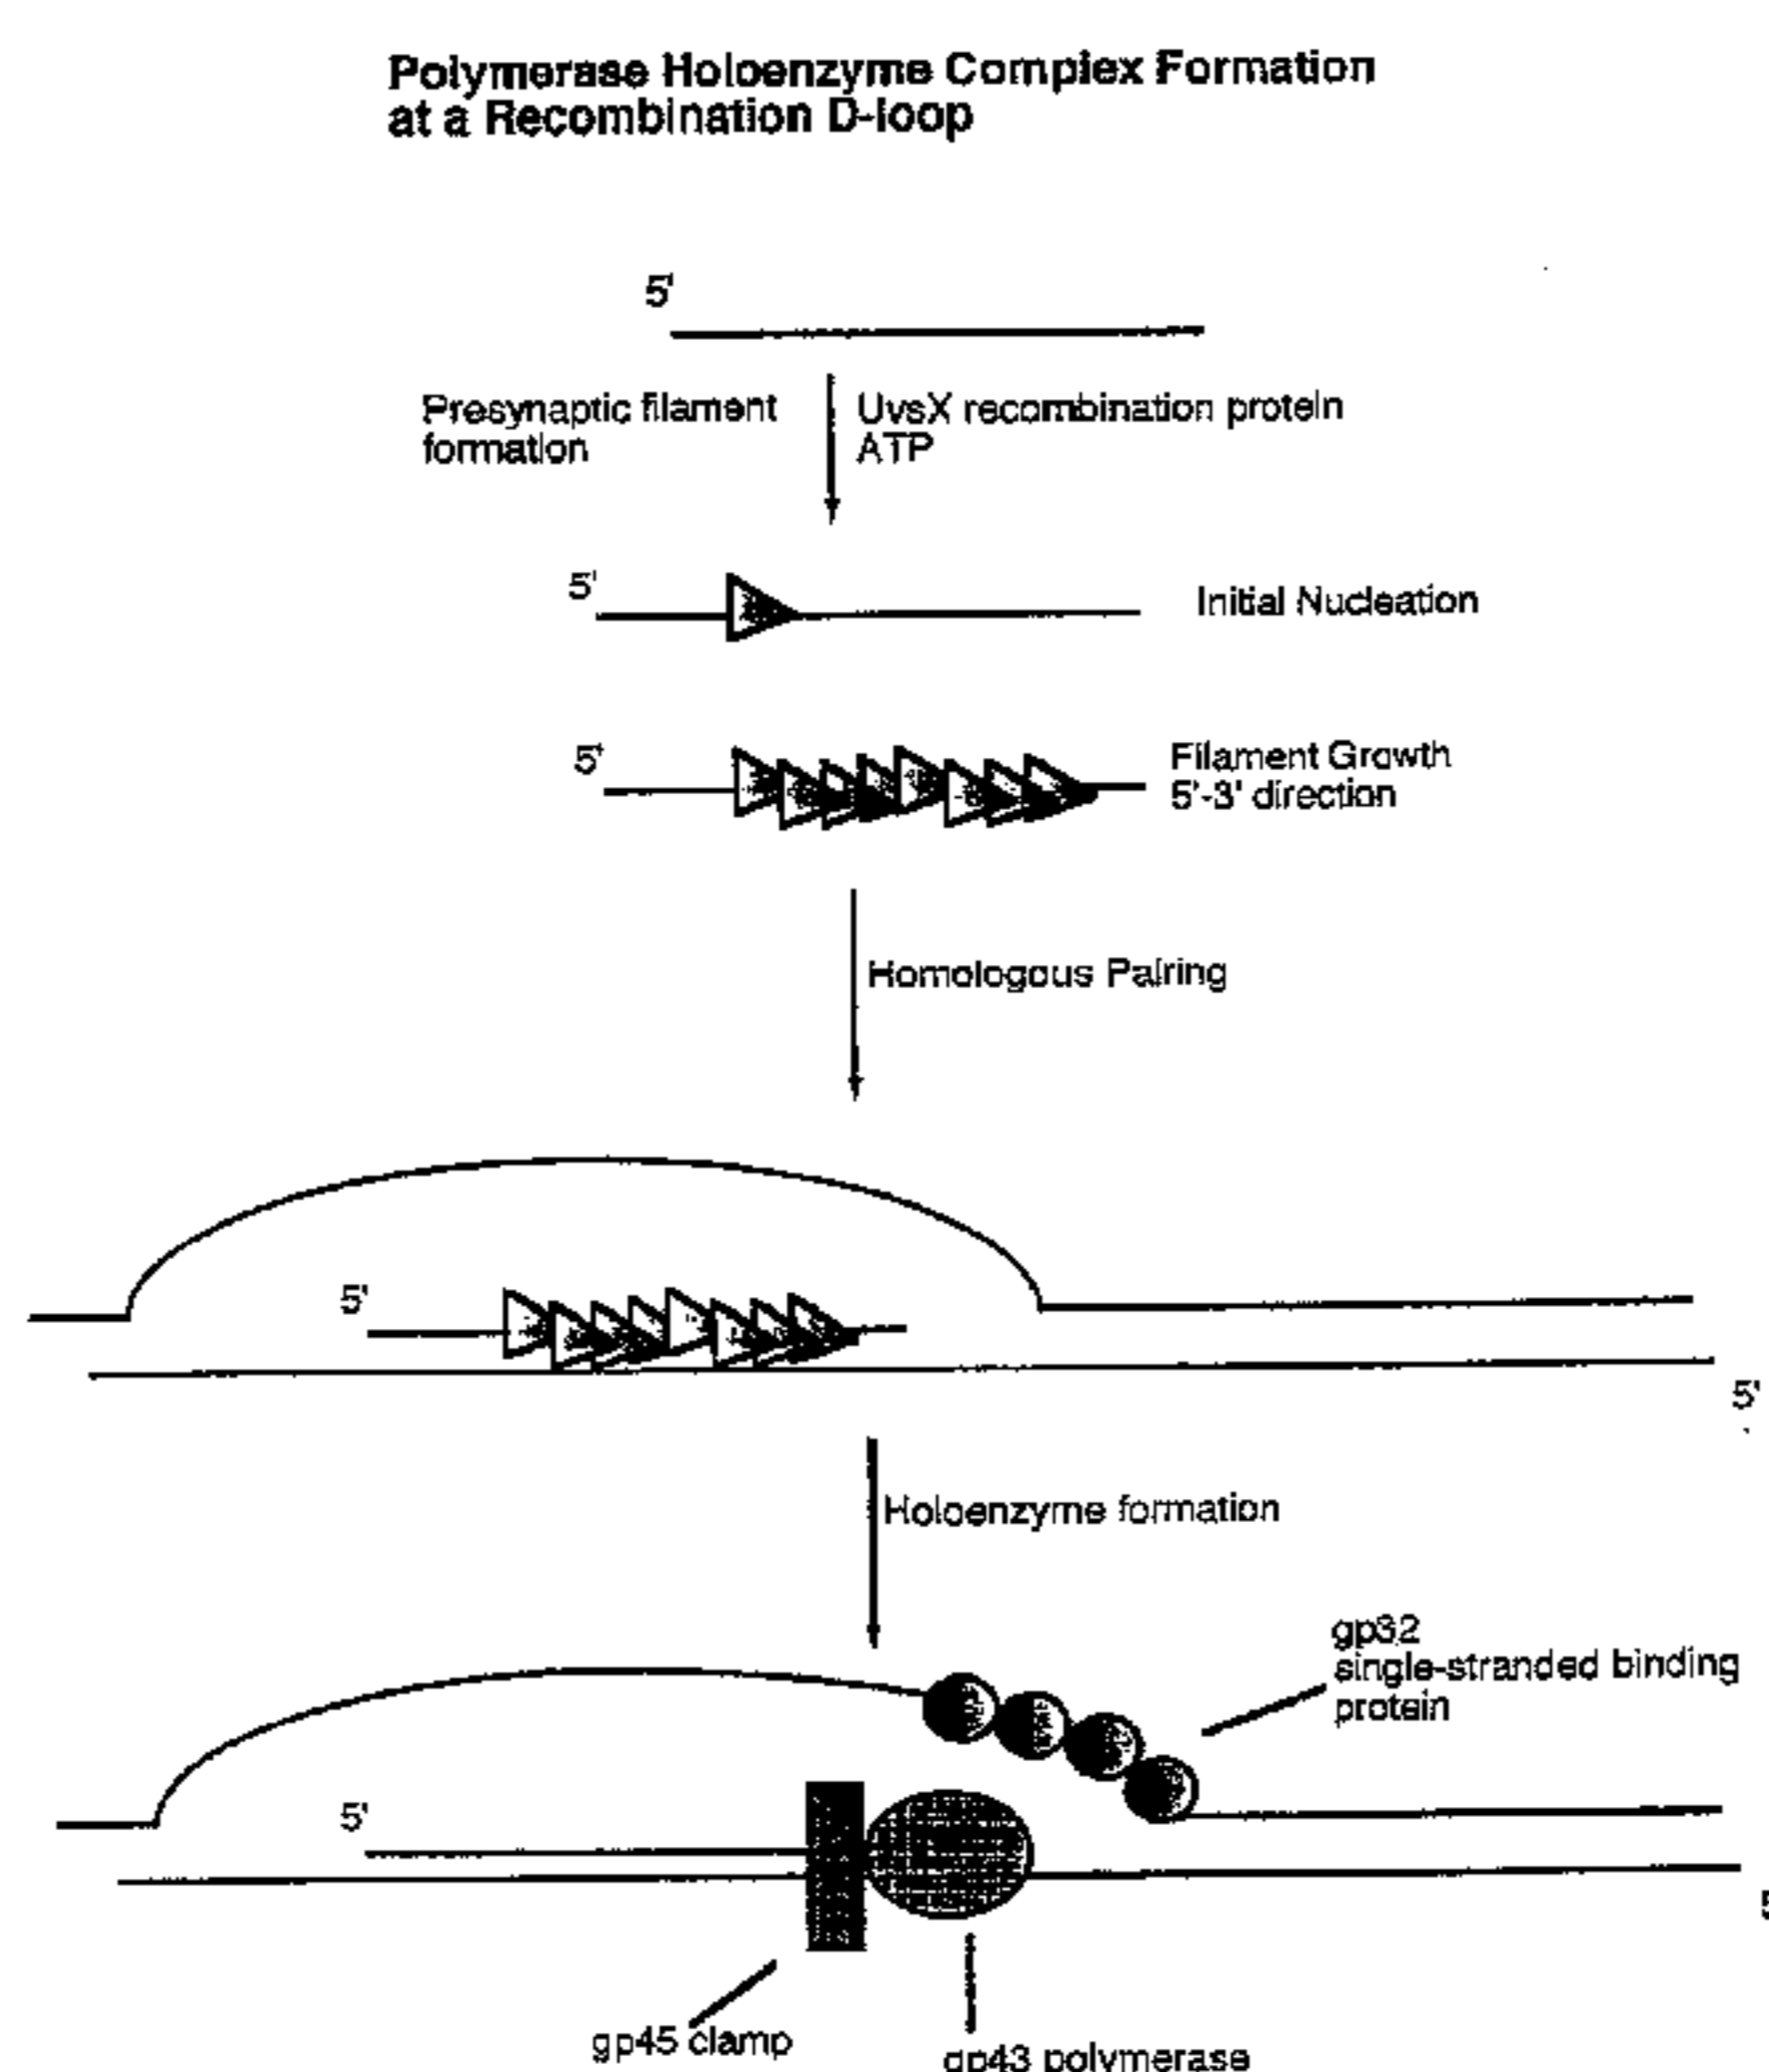 Polymerase Holoenzyme Complex Formation
at a Recombination D-loop
5'
Presynaptic filament
formation
UvsX recombination protein
ATP
5'
Initial Nucleation
5'
Filament Growth
5'-3' direction
Homologous Pairing
5'
5'
Holoenzyme formation
gp32
single-stranded binding
protein
5'
5
gp45 clamp
gp43 polymerase